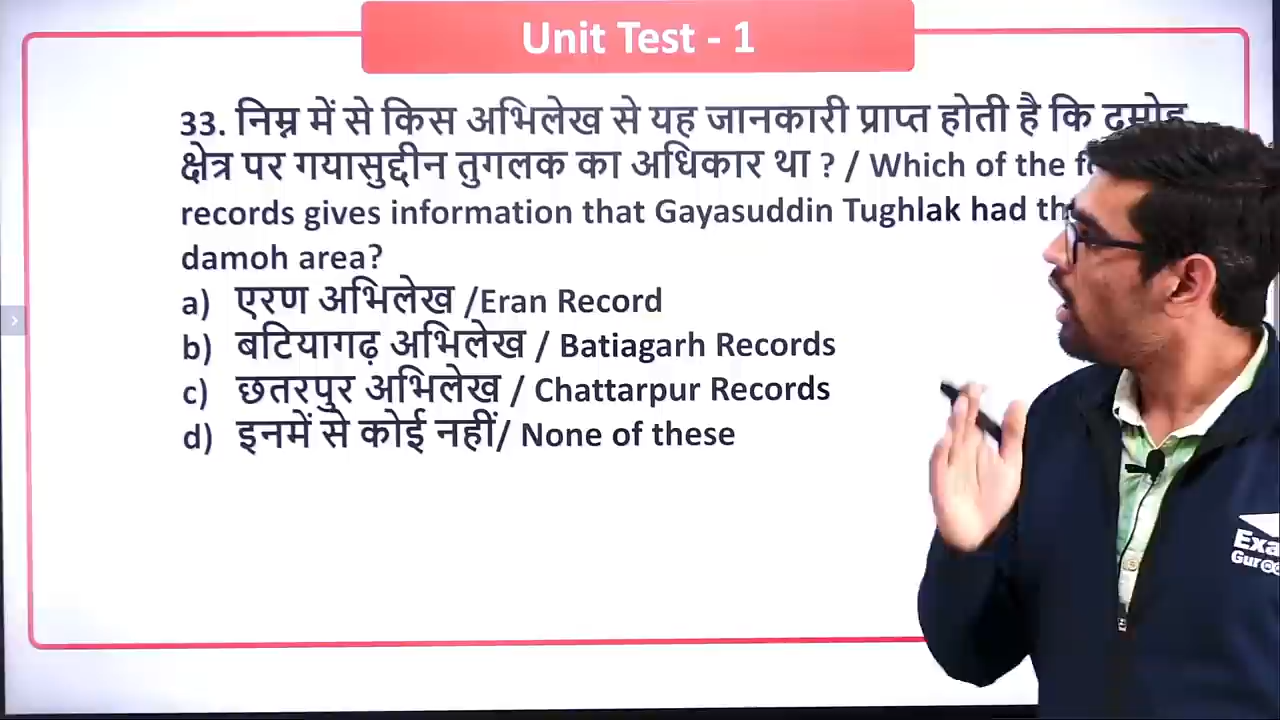 Unit Test - 1
33. निम्न में से किस अभिलेख से यह जानकारी प्राप्त होती है कि दमोह
क्षेत्र पर गयासुद्दीन तुगलक का अधिकार था ? / Which of the
records gives information that Gayasuddin Tughlak had
damoh area?
a) एरण अभिलेख /Eran Record
b) बटियागढ़ अभिलेख / Batiagarh Records
c) छतरपुर अभिलेख / Chattarpur Records
d) इनमें से कोई नहीं/ None of these